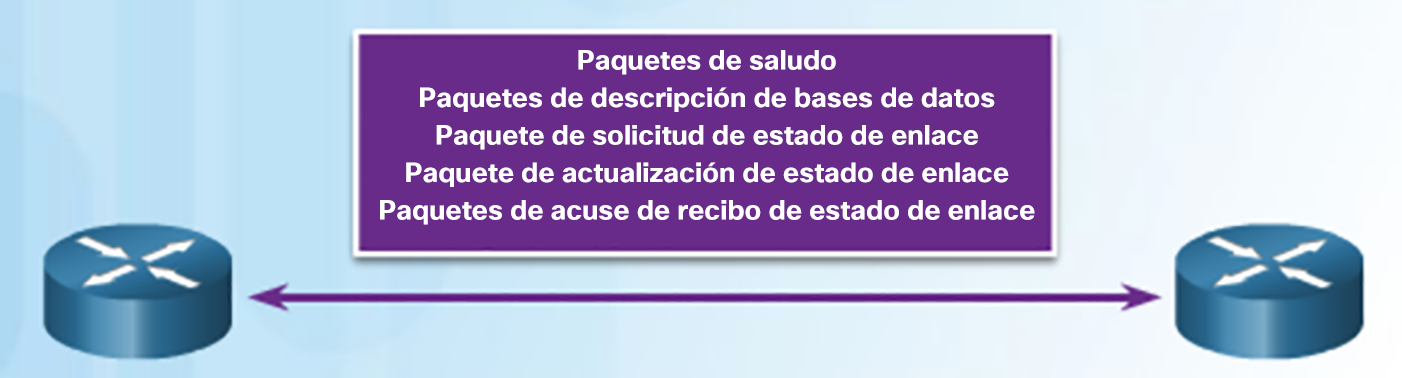 Paquetes de saludo
Paquetes de descripción de bases de datos
Paquete de solicitud de estado de enlace
Paquete de actualización de estado de enlace
Paquetes de acuse de recibo de estado de enlace